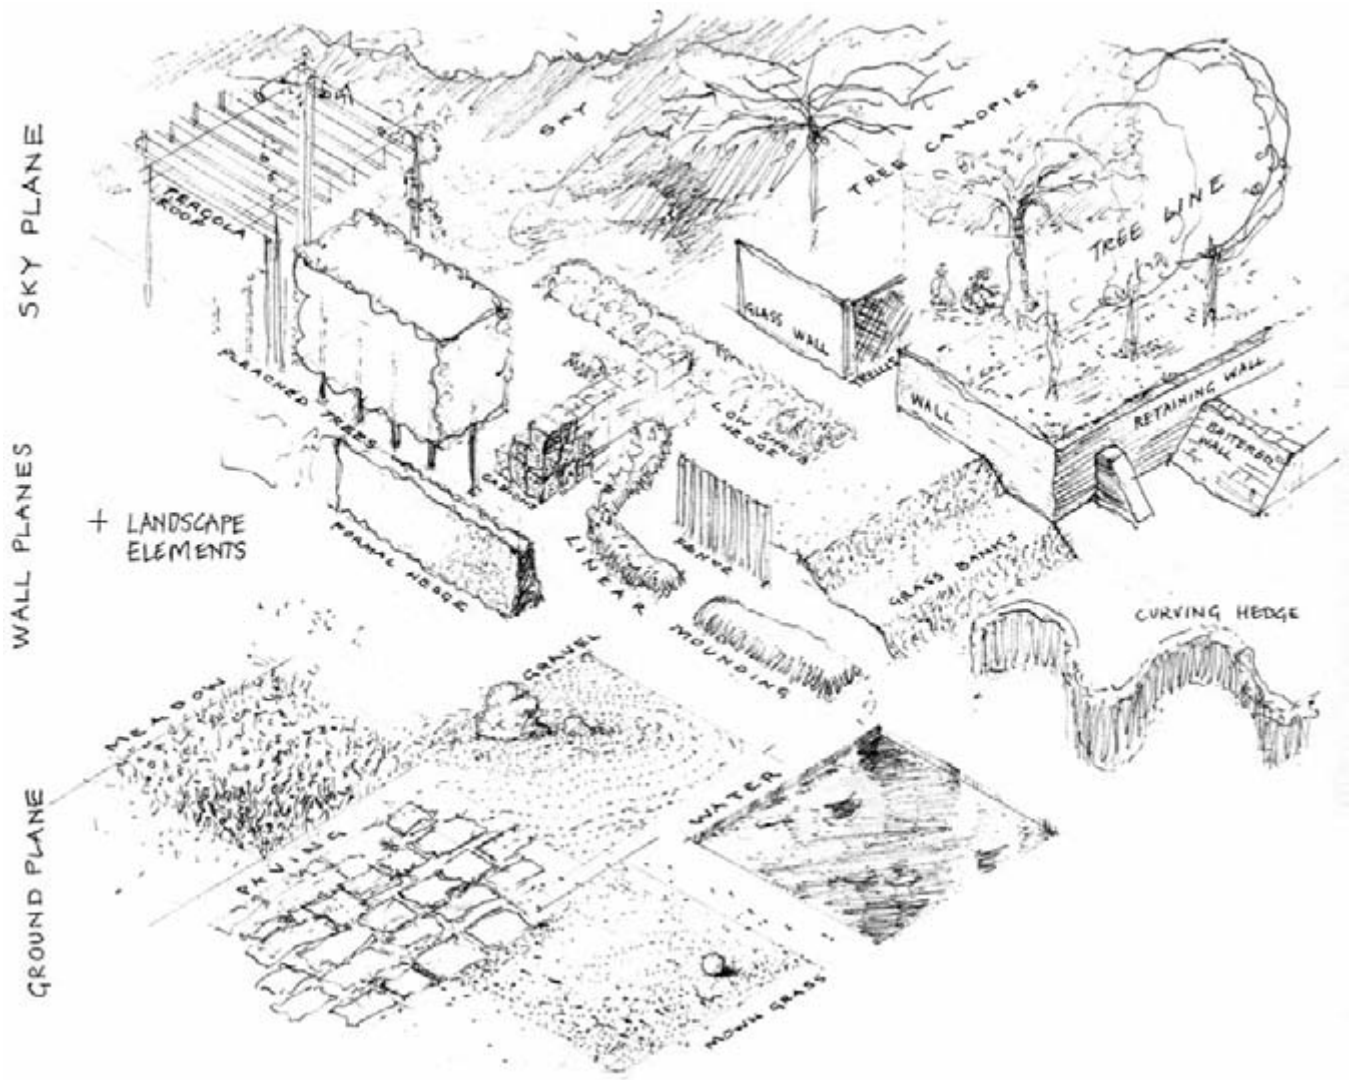 SKY PLANE
SKY
TREE CANOPIES
TREE LINE
PERGOLA
ROOF
GLASS WALL
TRELLIS
PLEACHED TREES
WALL
RETAINING WALL
BATTERED
WALL
LOW SHRUB
HEDGE
GABION
WALL PLANES
+ LANDSCAPE
ELEMENTS
FORMAL HEDGE
LINEAR
MOUNDING
FENCE
GRASS BANKS
CURVING HEDGE
GROUND PLANE
MEADOW
GRAVEL
PAVING
WATER
MOWN GRASS